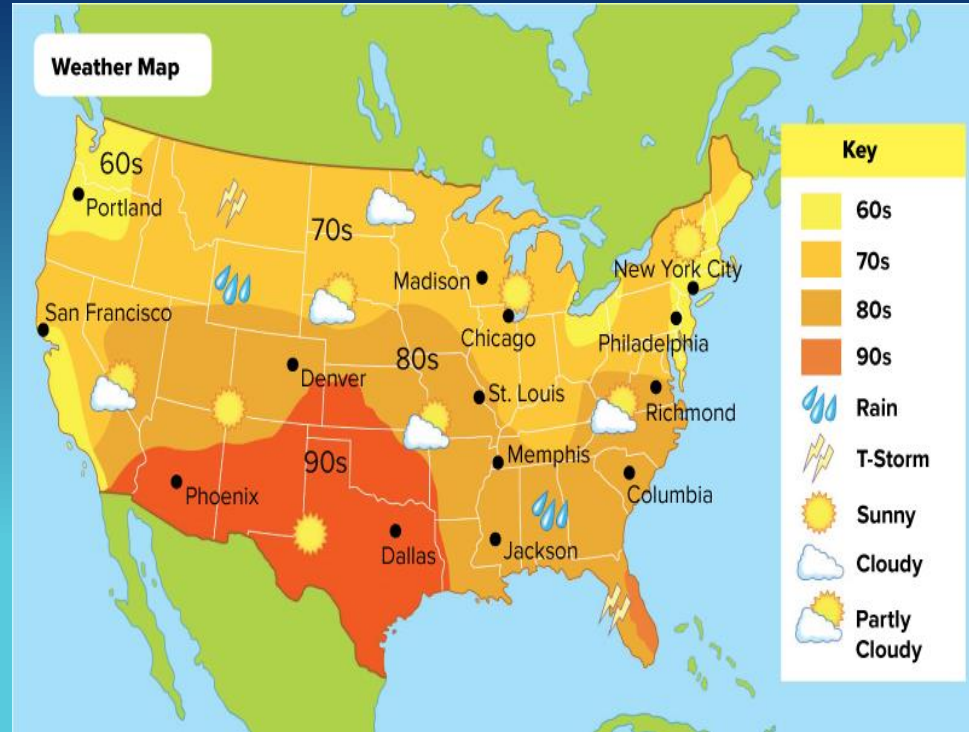 Weather Map
60s
Portland
70s
Madison
New York City
San Francisco
Chicago
Philadelphia
80s
Denver
St. Louis
Richmond
Memphis
90s
Phoenix
Columbia
Dallas
Jackson
Key
60s
70s
80s
90s
Rain
T-Storm
Sunny
Cloudy
Partly
Cloudy